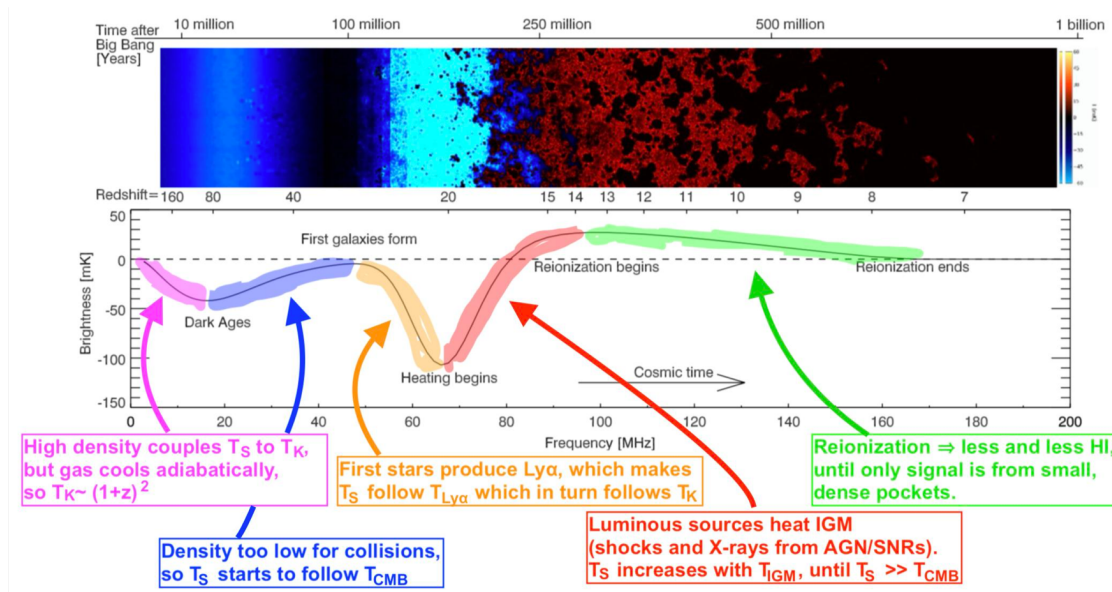 Time after
Big Bang
[Years]
10 million 100 million 250 million 500 million 1 billion
Redshift= 160 80 40 20 15 14 13 12 11 10 9 8 7
Brightness [mK]
50
0
-50
-100
-150
First galaxies form
Reionization begins
Reionization ends
Dark Ages
Heating begins
Cosmic time
0 20 40 60 80 100 120 140 160 180 200
Frequency [MHz]
High density couples T_S to T_K,
but gas cools adiabatically,
so T_K~ (1+z)²
First stars produce Lyα, which makes
T_S follow T_Lyα which in turn follows T_K
Reionization ⇒ less and less HI,
until only signal is from small,
dense pockets.
Density too low for collisions,
so T_S starts to follow T_CMB
Luminous sources heat IGM
(shocks and X-rays from AGN/SNRs).
T_S increases with T_IGM, until T_S >> T_CMB